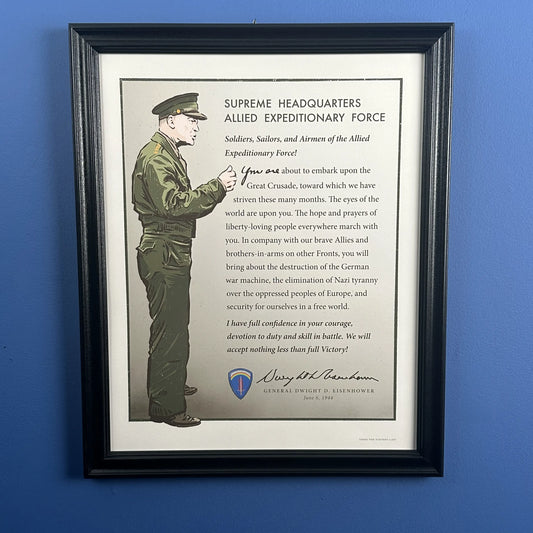 SUPREME HEADQUARTERS
ALLIED EXPEDITIONARY FORCE
Soldiers, Sailors, and Airmen of the Allied
Expeditionary Force!
You are about to embark upon the
Great Crusade, toward which we have
striven these many months. The eyes of the
world are upon you. The hope and prayers of
liberty-loving people everywhere march with
you. In company with our brave Allies and
brothers-in-arms on other Fronts, you will
bring about the destruction of the German
war machine, the elimination of Nazi tyranny
over the oppressed peoples of Europe, and
security for ourselves in a free world.
I have full confidence in your courage,
devotion to duty and skill in battle. We will
accept nothing less than full Victory!
Dwight D. Eisenhower
GENERAL DWIGHT D. EISENHOWER
June 6, 1944